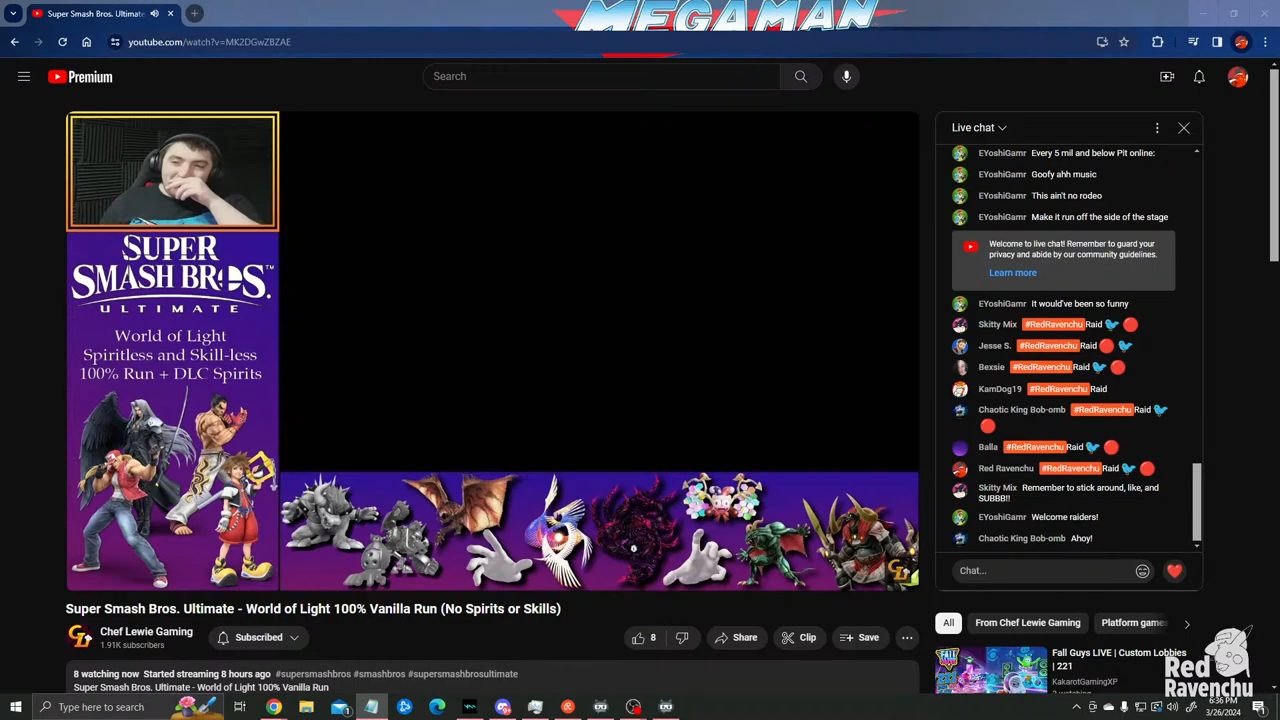 MEGAMAN
Super Smash Bros. Ultimate
youtube.com/watch?v=MK2DGwZBZAE
Premium
Search
SUPER
SMASH BROS.™
ULTIMATE
World of Light
Spiritless and Skill-less
100% Run + DLC Spirits
GL
Super Smash Bros. Ultimate - World of Light 100% Vanilla Run (No Spirits or Skills)
Chef Lewie Gaming
1.91K subscribers
Subscribed
8
Share
Clip
Save
8 watching now Started streaming 8 hours ago #supersmashbros #smashbros #supersmashbrosultimate
Super Smash Bros. Ultimate - World of Light 100% Vanilla Run
Live chat
EYoshiGamr Every 5 mil and below Pit online:
EYoshiGamr Goofy ahh music
EYoshiGamr This ain't no rodeo
EYoshiGamr Make it run off the side of the stage
Welcome to live chat! Remember to guard your
privacy and abide by our community guidelines.
Learn more
EYoshiGamr It would've been so funny
Skitty Mix #RedRavenchu Raid 🐦 🔴
Jesse S. #RedRavenchu Raid 🔴 🐦
Bexsie #RedRavenchu Raid 🐦 🔴
KamDog19 #RedRavenchu Raid
Chaotic King Bob-omb #RedRavenchu Raid 🐦
🔴
Balla #RedRavenchu Raid 🐦 🔴
Red Ravenchu #RedRavenchu Raid 🐦 🔴
Skitty Mix Remember to stick around, like, and
SUBBB!!
EYoshiGamr Welcome raiders!
Chaotic King Bob-omb Ahoy!
Chat...
All
From Chef Lewie Gaming
Platform game
Fall Guys LIVE | Custom Lobbies
| 221
KakarotGamingXP
2 watching
Red
Ravenchu
Type here to search
6:36 PM
3/26/2024